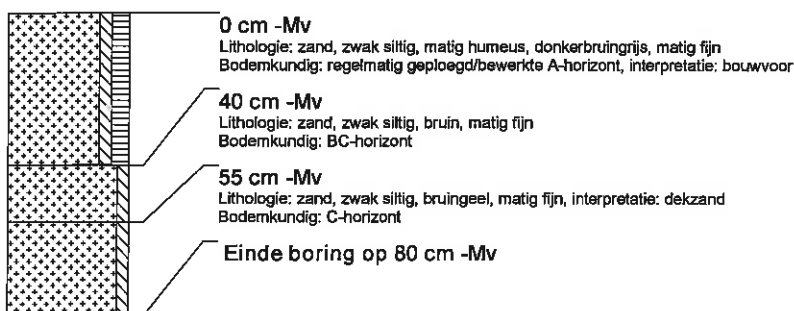 0 cm -Mv
Lithologie: zand, zwak siltig, matig humeus, donkerbruingrijs, matig fijn
Bodemkundig: regelmatig geploegd/bewerkte A-horizont, interpretatie: bouwvoor
40 cm -Mv
Lithologie: zand, zwak siltig, bruin, matig fijn
Bodemkundig: BC-horizont
55 cm -Mv
Lithologie: zand, zwak siltig, bruingeel, matig fijn, interpretatie: dekzand
Bodemkundig: C-horizont
Einde boring op 80 cm -Mv